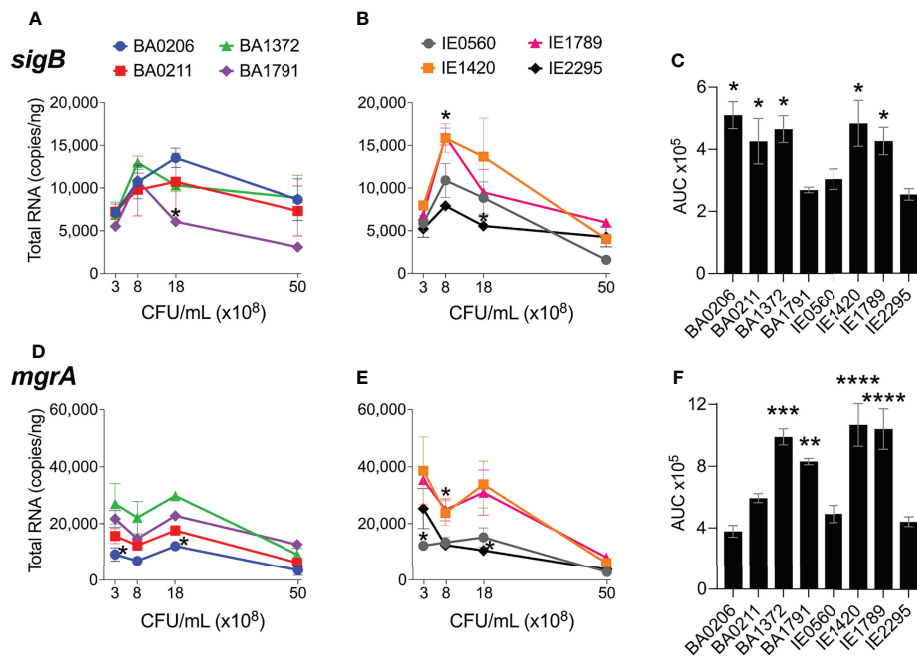 A
B
BA0206
BA1372
BA0211
BA1791
IE0560
IE1789
IE1420
IE2295
sigB
C
Total RNA (copies/ng)
20,000
15,000
10,000
5,000
0
3
8
18
50
CFU/mL (x10⁸)
*
20,000
15,000
10,000
5,000
0
3
8
18
50
CFU/mL (x10⁸)
*
*
AUC x10⁵
6
4
2
0
* * * * *
BA0206
BA0211
BA1372
BA1791
IE0560
IE1420
IE1789
IE2295
D
mgrA
E
F
Total RNA (copies/ng)
60,000
40,000
20,000
0
3
8
18
50
CFU/mL (x10⁸)
*
*
60,000
40,000
20,000
0
3
8
18
50
CFU/mL (x10⁸)
*
*
*
AUC x10⁵
12
8
4
0
*** ** **** ****
BA0206
BA0211
BA1372
BA1791
IE0560
IE1420
IE1789
IE2295